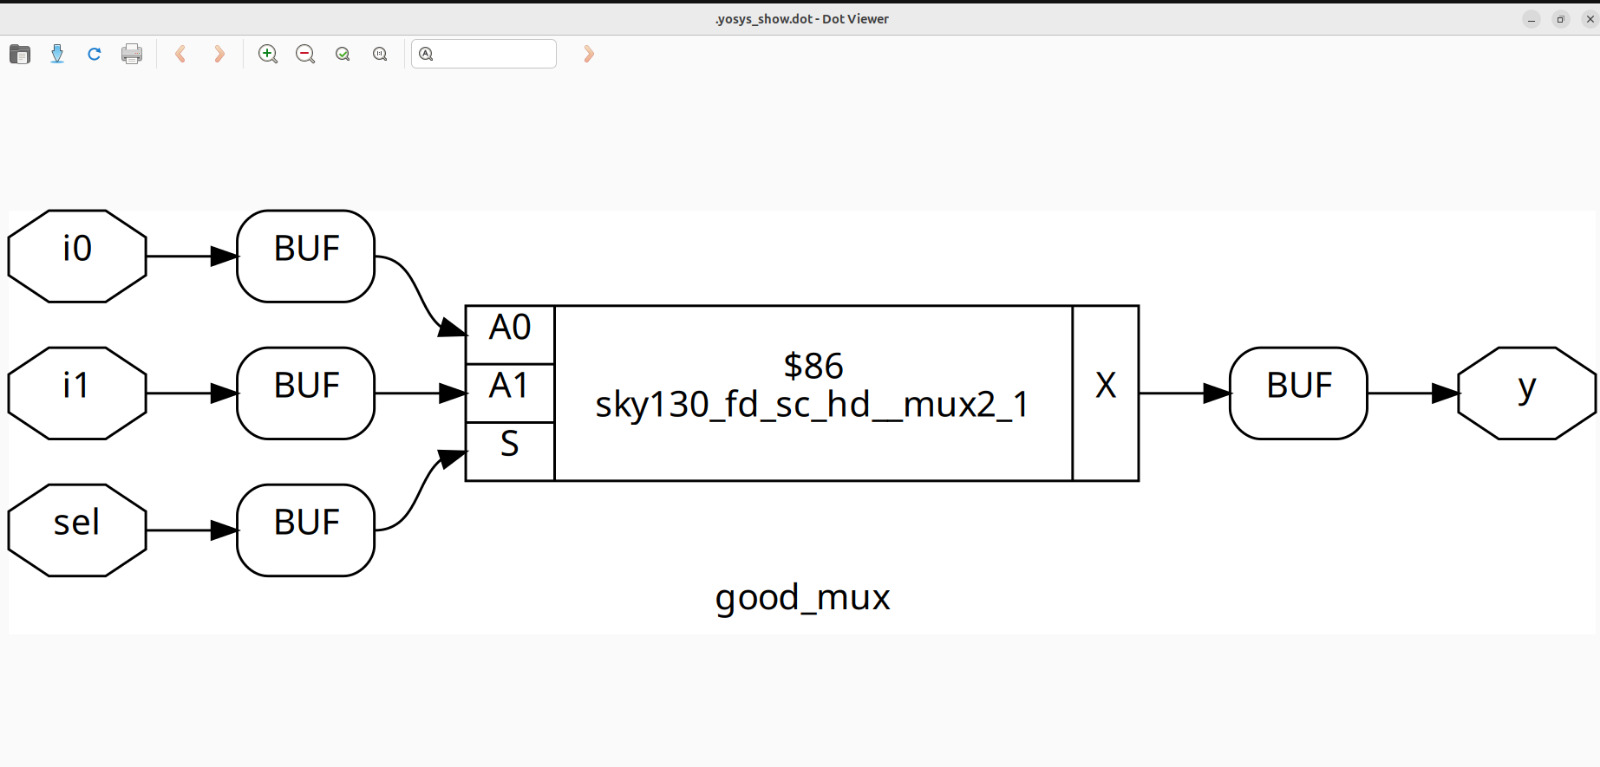 .yosys_show.dot - Dot Viewer
i0
BUF
A0
i1
BUF
A1
$86
sky130_fd_sc_hd__mux2_1
X
BUF
y
S
sel
BUF
good_mux